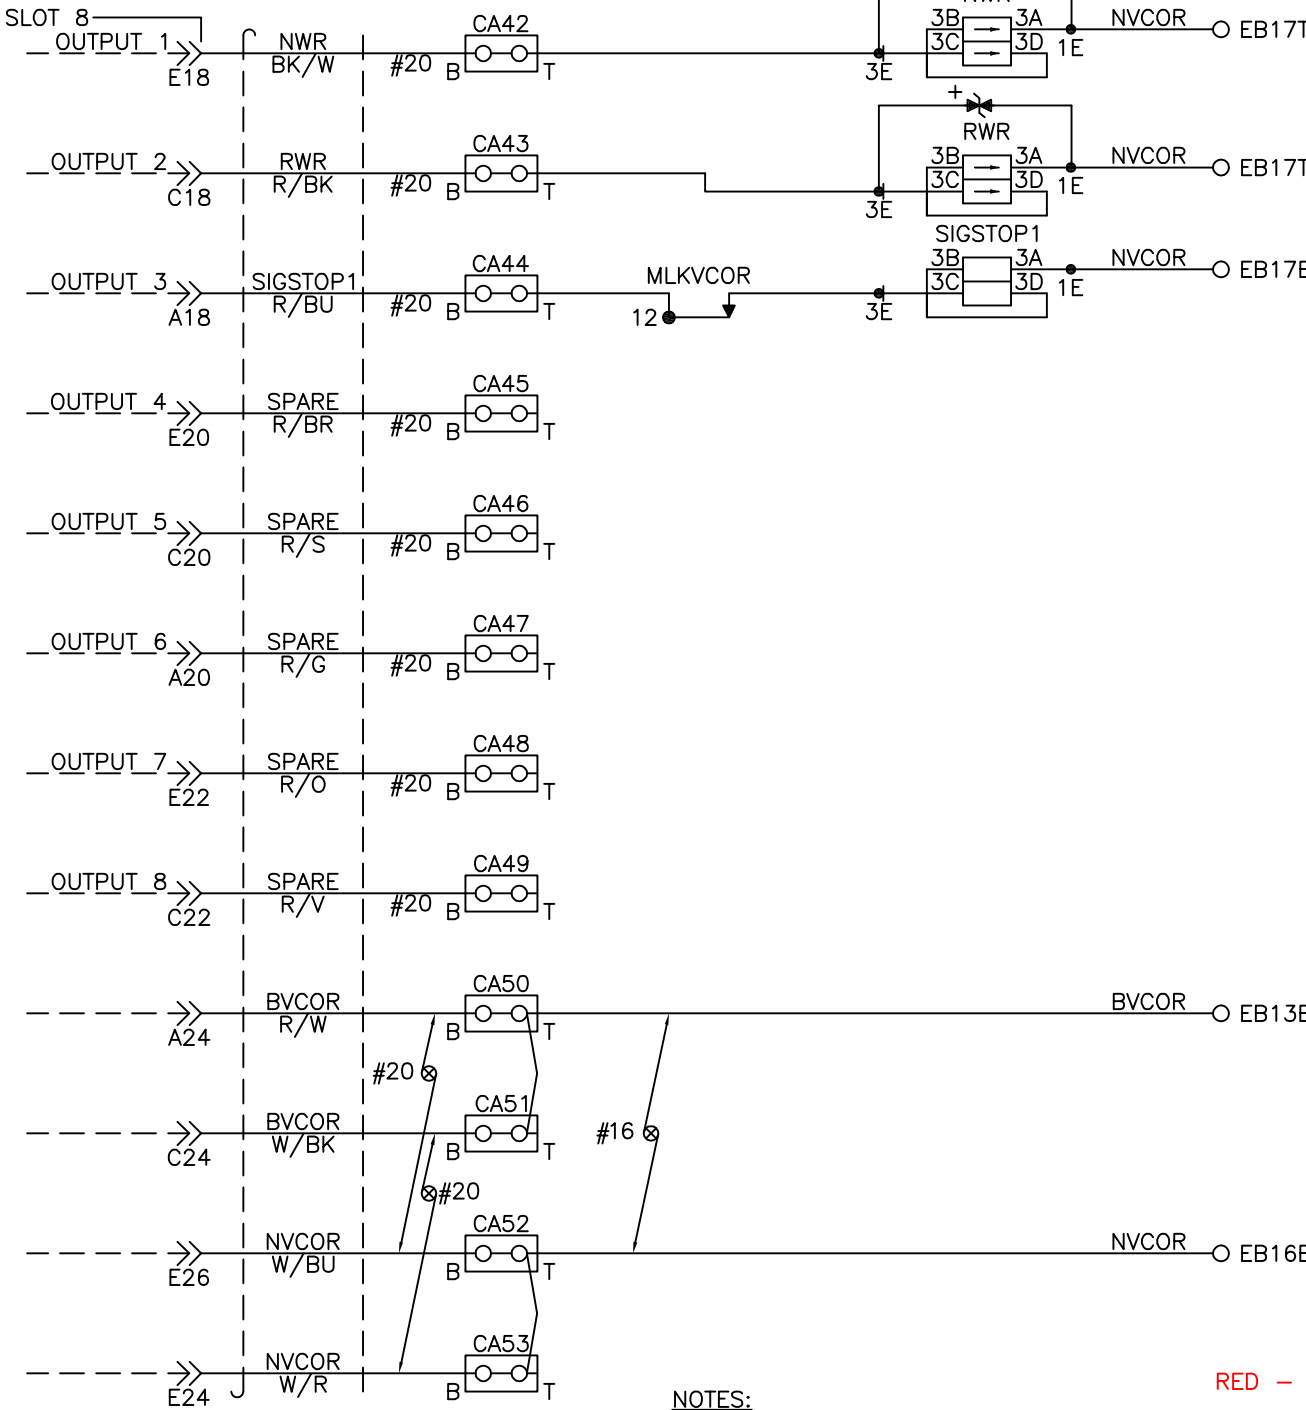 SLOT 8
OUTPUT 1
E18
NWR
BK/W
#20
B
CA42
T
3E
3B
3A
3C
3D
1E
NVCOR
EB17T
OUTPUT 2
C18
RWR
R/BK
#20
B
CA43
T
3E
+
RWR
3B
3A
3C
3D
1E
NVCOR
EB17T
OUTPUT 3
A18
SIGSTOP1
R/BU
#20
B
CA44
T
MLKVCOR
12
3E
SIGSTOP1
3B
3A
3C
3D
1E
NVCOR
OUTPUT 4
E20
SPARE
R/BR
#20
B
CA45
T
OUTPUT 5
C20
SPARE
R/S
#20
B
CA46
T
OUTPUT 6
A20
SPARE
R/G
#20
B
CA47
T
OUTPUT 7
E22
SPARE
R/O
#20
B
CA48
T
OUTPUT 8
C22
SPARE
R/V
#20
B
CA49
T
A24
BVCOR
R/W
B
CA50
T
BVCOR
#20
C24
BVCOR
W/BK
B
CA51
T
#16
#20
E26
NVCOR
W/BU
B
CA52
T
NVCOR
E24
NVCOR
W/R
B
CA53
T
NOTES:
RED –